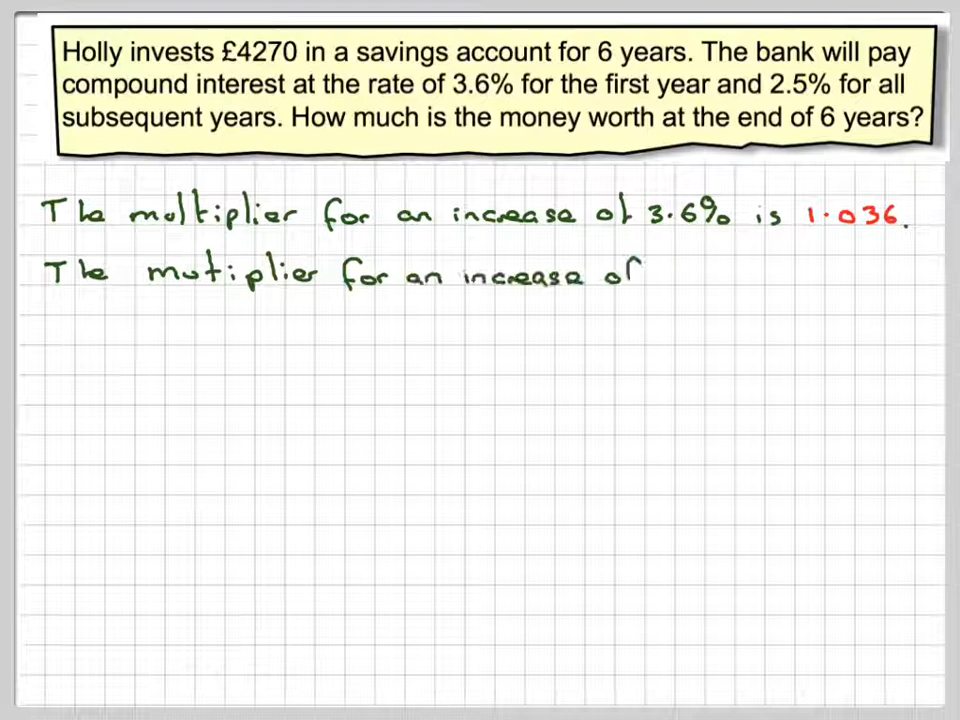 Holly invests £4270 in a savings account for 6 years. The bank will pay
compound interest at the rate of 3.6% for the first year and 2.5% for all
subsequent years. How much is the money worth at the end of 6 years?
The multiplier for an increase of 3.6% is 1.036.
The mutiplier for an increase of